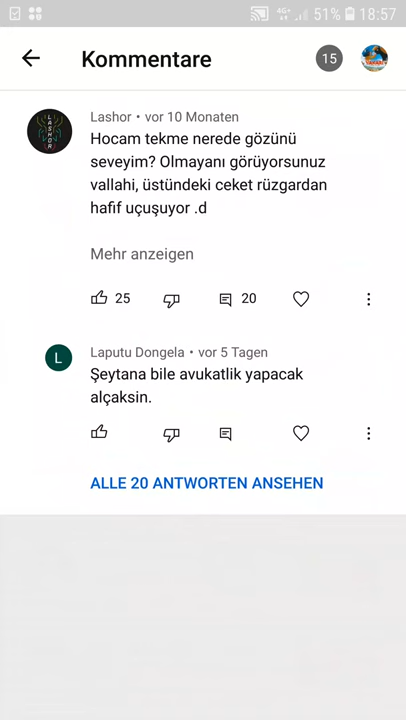 4G+ 51% 18:57
Kommentare 15
Lashor • vor 10 Monaten
Hocam tekme nerede gözünü
seveyim? Olmayanı görüyorsunuz
vallahi, üstündeki ceket rüzgardan
hafif uçuşuyor .d
Mehr anzeigen
25 20
L Laputu Dongela • vor 5 Tagen
Şeytana bile avukatlik yapacak
alçaksin.
ALLE 20 ANTWORTEN ANSEHEN